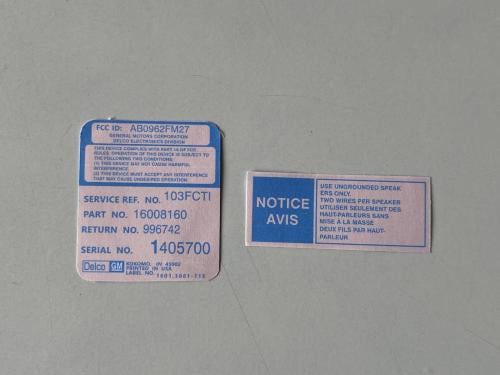 FCC ID: AB0962FM27
GENERAL MOTORS CORPORATION
DELCO ELECTRONICS DIVISION
THIS DEVICE COMPLIES WITH PART 15 OF FCC
RULES. OPERATION OF THIS DEVICE IS SUBJECT TO
THE FOLLOWING TWO CONDITIONS:
(1) THIS DEVICE MAY NOT CAUSE HARMFUL
INTERFERENCE.
(2) THIS DEVICE MUST ACCEPT ANY INTERFERENCE
THAT MAY CAUSE UNDESIRED OPERATION.
SERVICE REF. NO. 103FCTI
PART NO. 16008160
RETURN NO. 996742
SERIAL NO. 1405700
Delco GM
KOKOMO, IN 46902
PRINTED IN USA
LABEL NO.
NOTICE
AVIS
USE UNGROUNDED SPEAK
ERS ONLY.
TWO WIRES PER SPEAKER
UTILISER SEULEMENT DES
HAUT-PARLEURS SANS
MISE À LA MASSE
DEUX FILS PAR HAUT-
PARLEUR